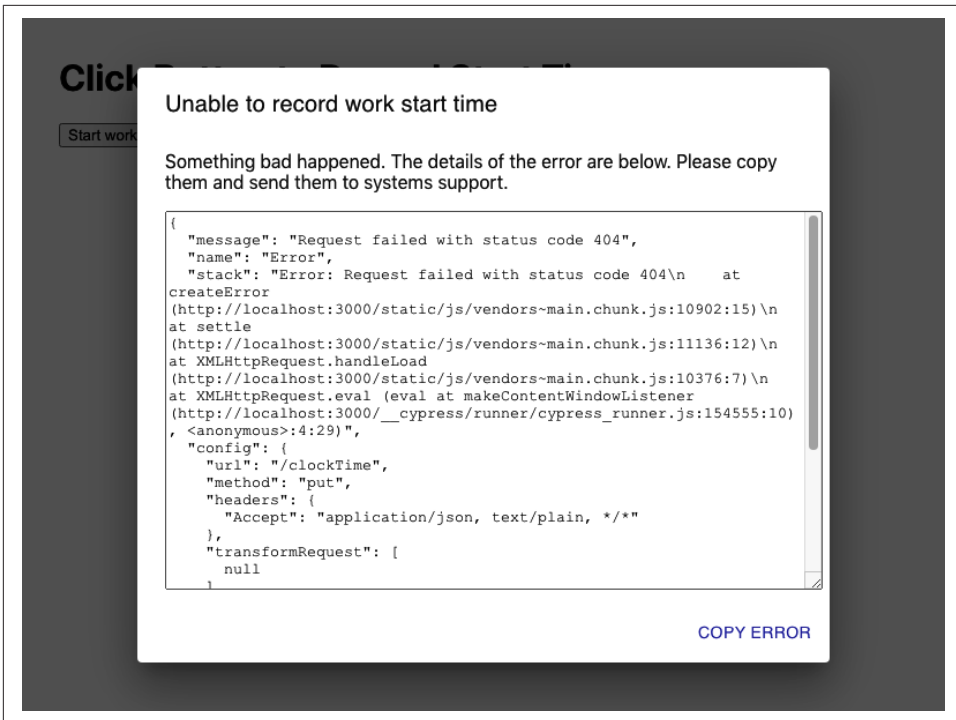 Click
Start work
Unable to record work start time
Something bad happened. The details of the error are below. Please copy
them and send them to systems support.
{
  "message": "Request failed with status code 404",
  "name": "Error",
  "stack": "Error: Request failed with status code 404\n    at
createError
(http://localhost:3000/static/js/vendors~main.chunk.js:10902:15)\n
at settle
(http://localhost:3000/static/js/vendors~main.chunk.js:11136:12)\n
at XMLHttpRequest.handleLoad
(http://localhost:3000/static/js/vendors~main.chunk.js:10376:7)\n
at XMLHttpRequest.eval (eval at makeContentWindowListener
(http://localhost:3000/__cypress/runner/cypress_runner.js:154555:10)
, <anonymous>:4:29)",
  "config": {
    "url": "/clockTime",
    "method": "put",
    "headers": {
      "Accept": "application/json, text/plain, */*"
    },
    "transformRequest": [
      null
    ]
COPY ERROR